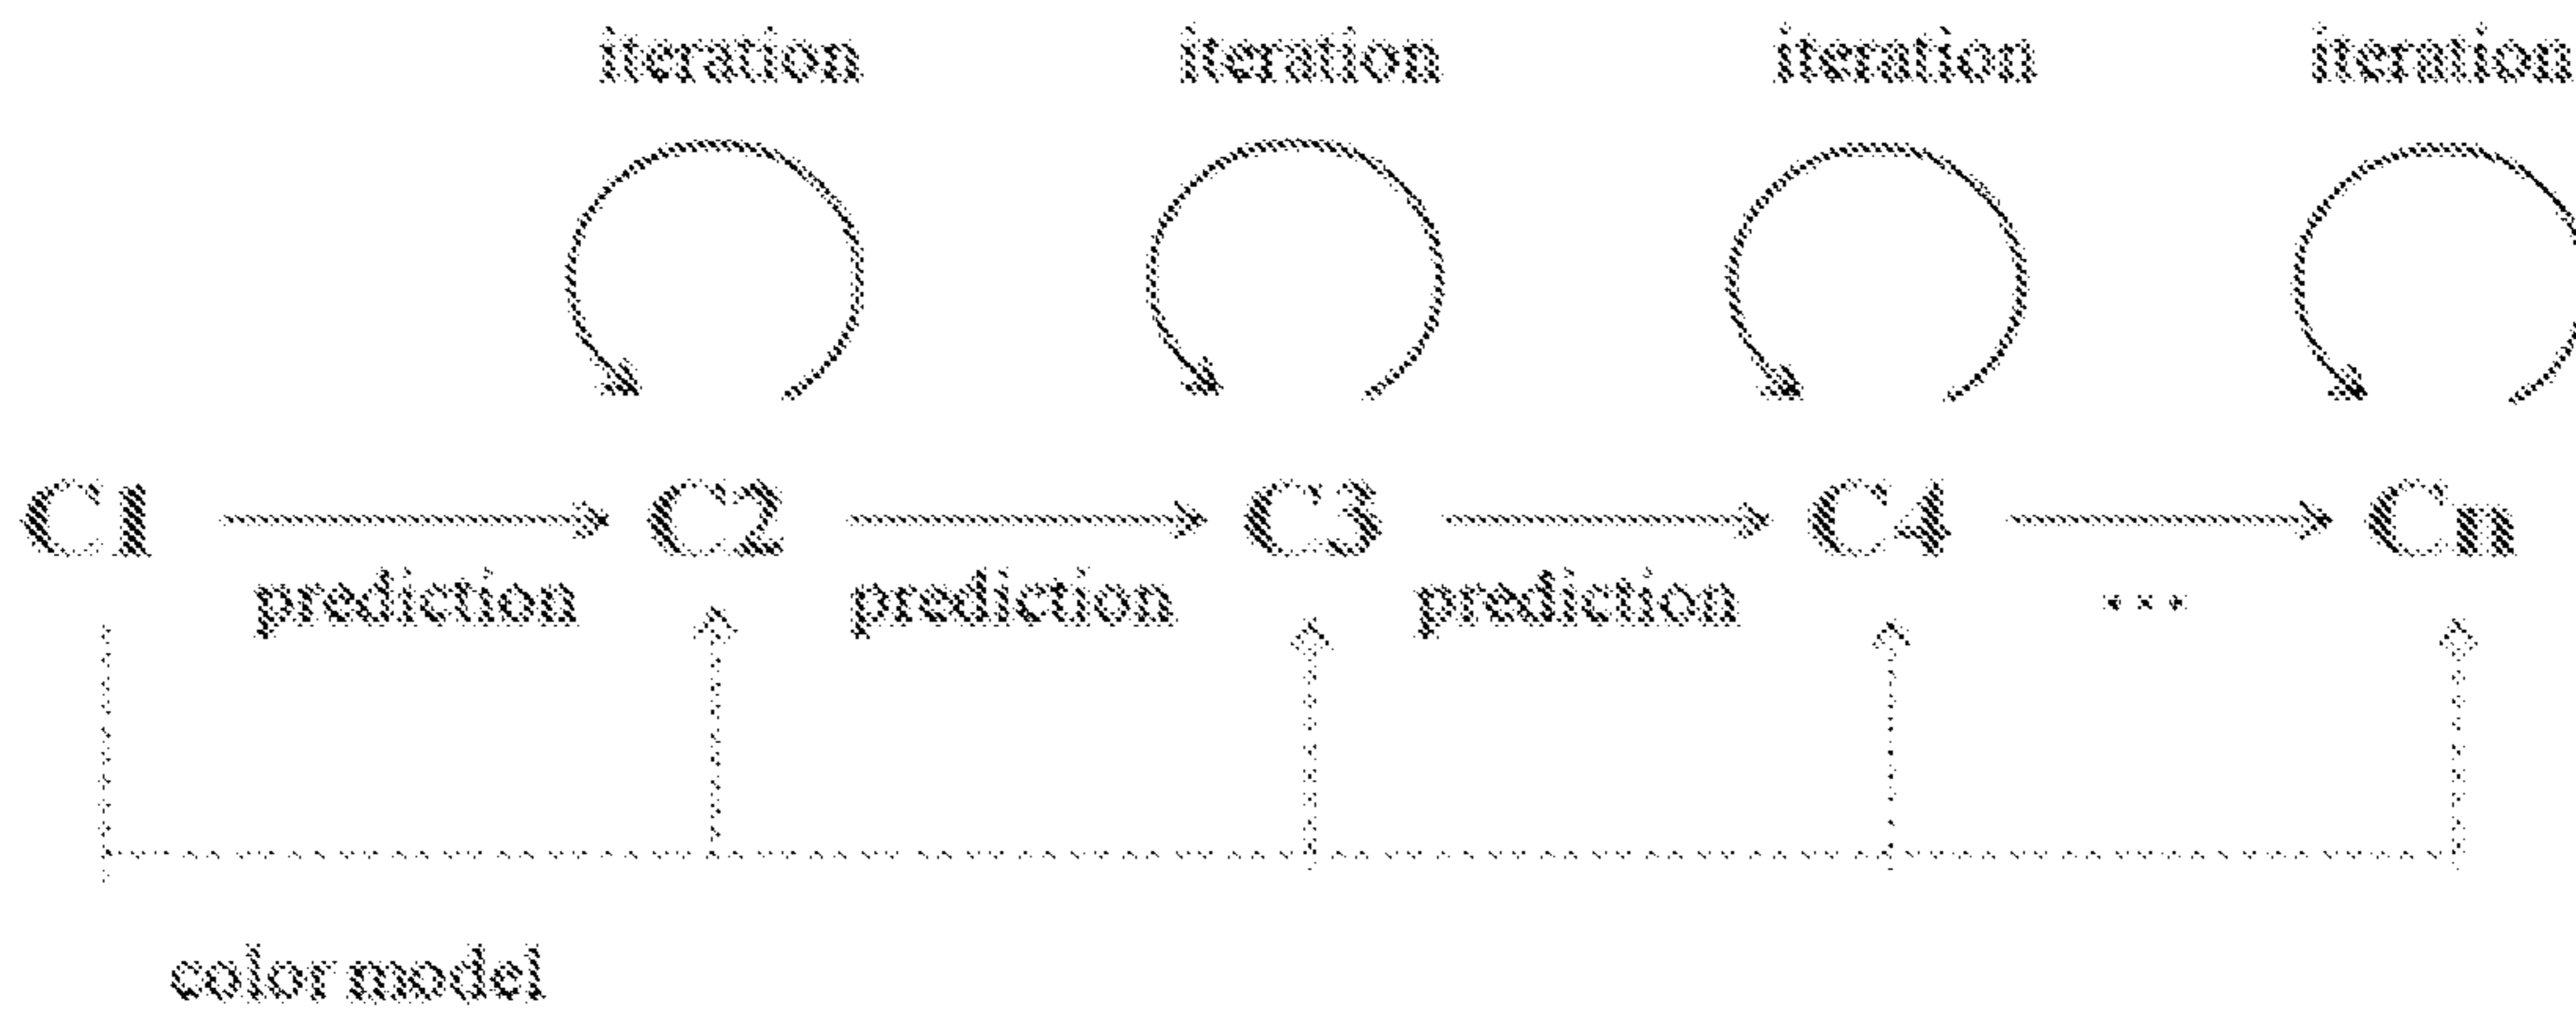 iteration iteration iteration iteration
C1 C2 C3 C4 Cn
prediction prediction prediction ...
color model